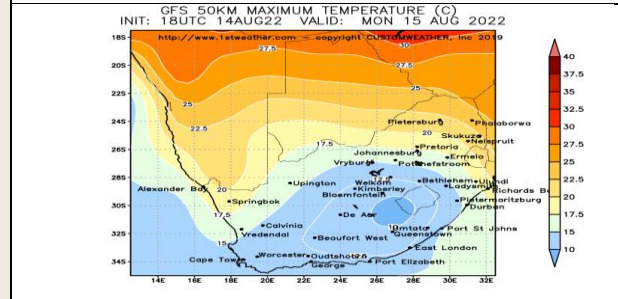 GFS 50KM MAXIMUM TEMPERATURE (C)
INIT: 18UTC 14AUG22 VALID: MON 15 AUG 2022
http://www.1stweather.com — copyright CUSTOMWEATHER, Inc 2019
18S
20S
22S
24S
26S
28S
30S
32S
34S
14E 16E 18E 20E 22E 24E 26E 28E 30E 32E
27.5
30
27.5
25
25
22.5
20
17.5
20
17.5
15
Pietersburg
Phalaborwa
Skukuza
Nelspruit
Pretoria
Johannesburg
Ermelo
Vryburg
Potchefstroom
Alexander Bay
Upington
Welkom
Kimberley
Bethlehem
Ulundi
Ladysmith
Bloemfontein
Richards B
Springbok
Pietermaritzburg
Durban
De Aar
Calvinia
Vredendal
Umtata
Port St Johns
Queenstown
Beaufort West
East London
Cape Town
Worcester
Oudtshoorn
George
Port Elizabeth
40
37.5
35
32.5
30
27.5
25
22.5
20
17.5
15
10